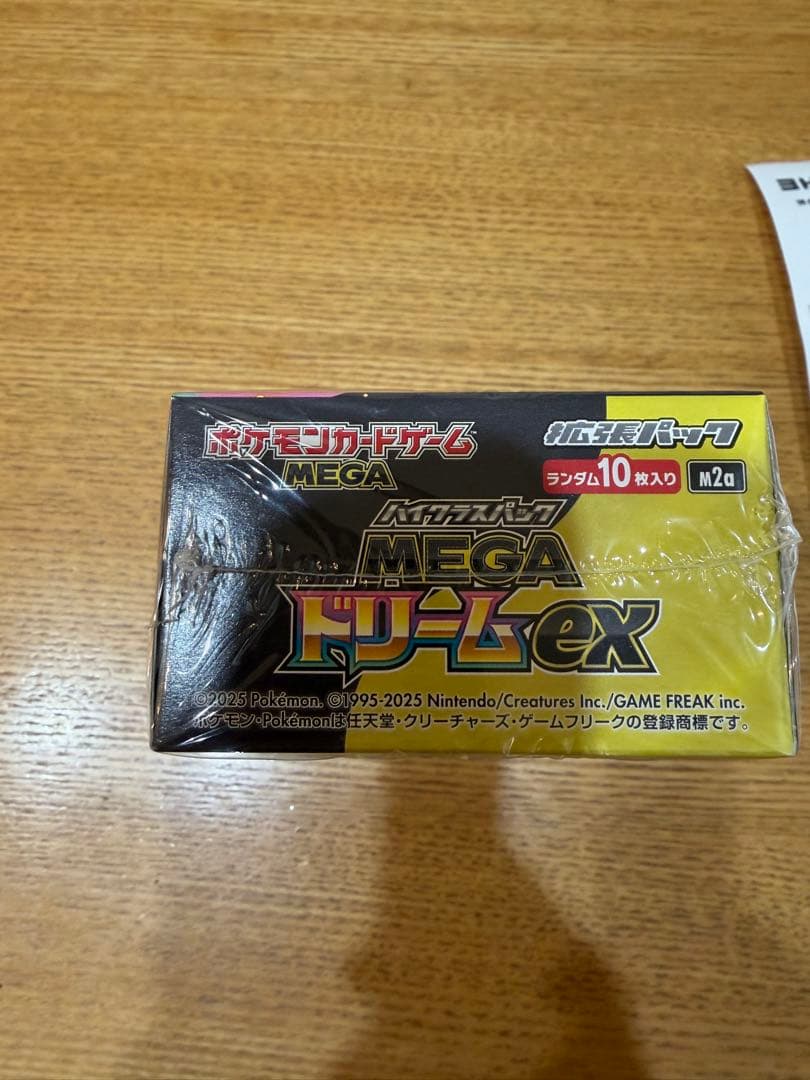 ポケモンカードゲーム
MEGA
拡張パック
ランダム10枚入り M2a
ハイクラスパック
MEGA
ドリームex
©2025 Pokémon. ©1995-2025 Nintendo/Creatures Inc./GAME FREAK inc.
ポケモン・Pokémonは任天堂・クリーチャーズ・ゲームフリークの登録商標です。